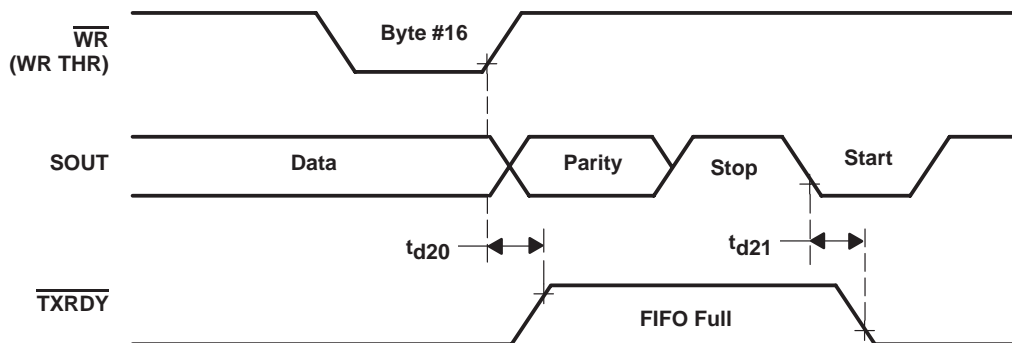 Byte #16
WR
(WR THR)
SOUT
Data
Parity
Stop
Start
td20
td21
TXRDY
FIFO Full